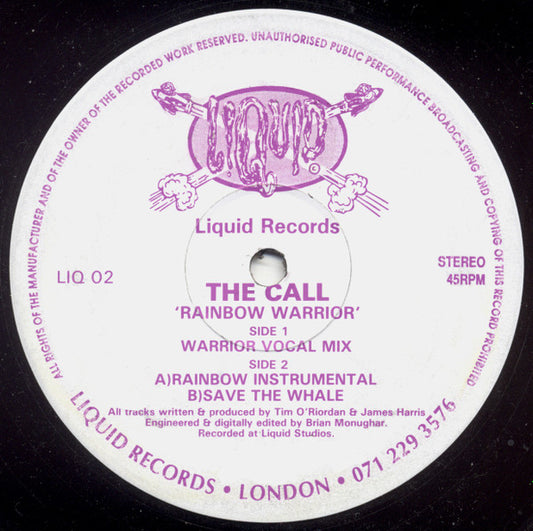 ALL RIGHTS OF THE MANUFACTURER AND OF THE OWNER OF THE RECORDED WORK RESERVED. UNAUTHORISED PUBLIC PERFORMANCE BROADCASTING AND COPYING OF THIS RECORD PROHIBITED
LIQUID
©
Liquid Records
LIQ 02
STEREO
45RPM
THE CALL
'RAINBOW WARRIOR'
SIDE 1
WARRIOR VOCAL MIX
SIDE 2
A)RAINBOW INSTRUMENTAL
B)SAVE THE WHALE
All tracks written & produced by Tim O'Riordan & James Harris
Engineered & digitally edited by Brian Monughar.
Recorded at Liquid Studios.
LIQUID RECORDS • LONDON • 071 229 3576